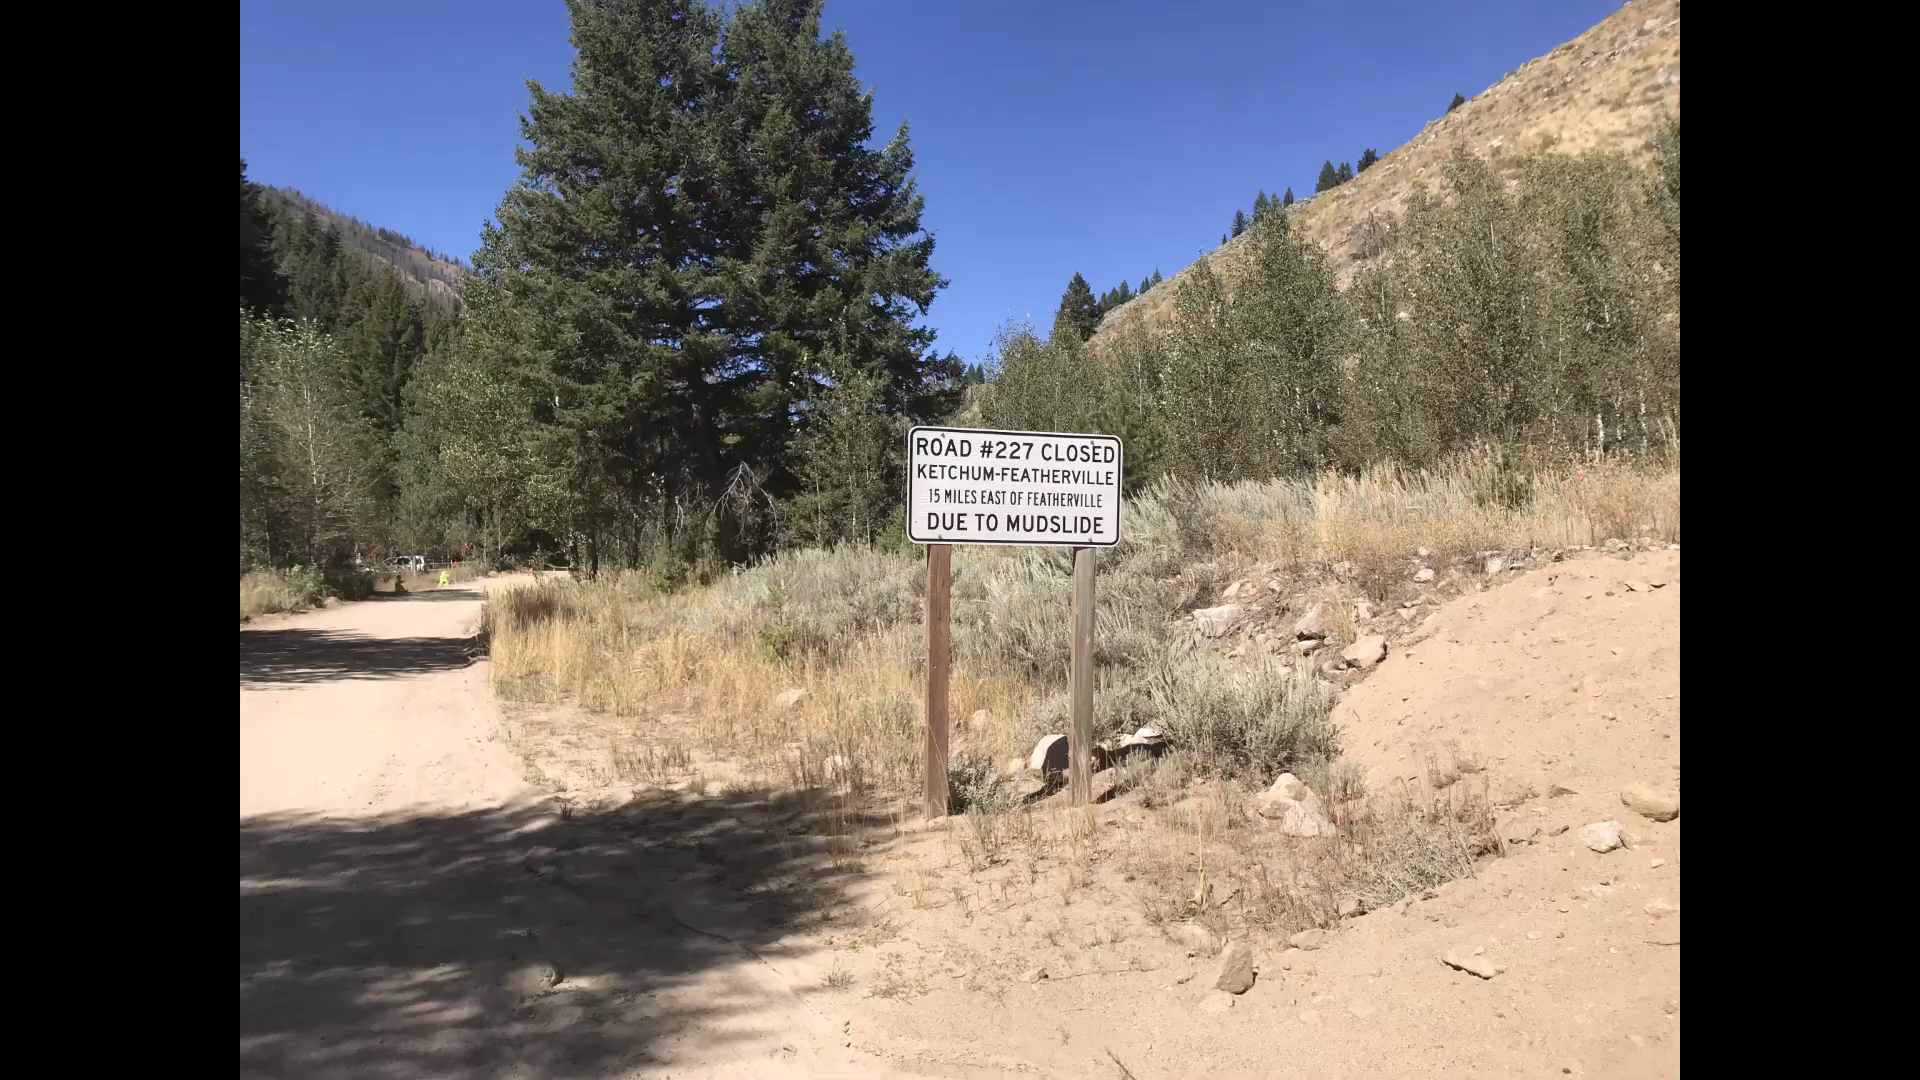 ROAD #227 CLOSED
KETCHUM-FEATHERVILLE
15 MILES EAST OF FEATHERVILLE
DUE TO MUDSLIDE